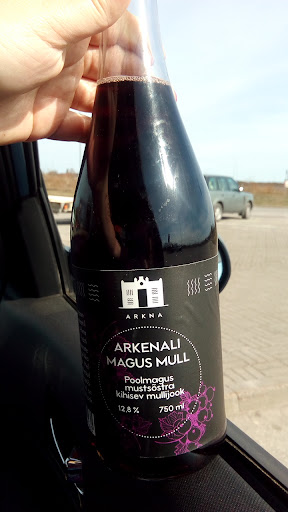 ARKNA
ARKENALI
MAGUS MULL
Poolmagus
mustsõstra
kihisev mullijook
12,8 % 750 ml